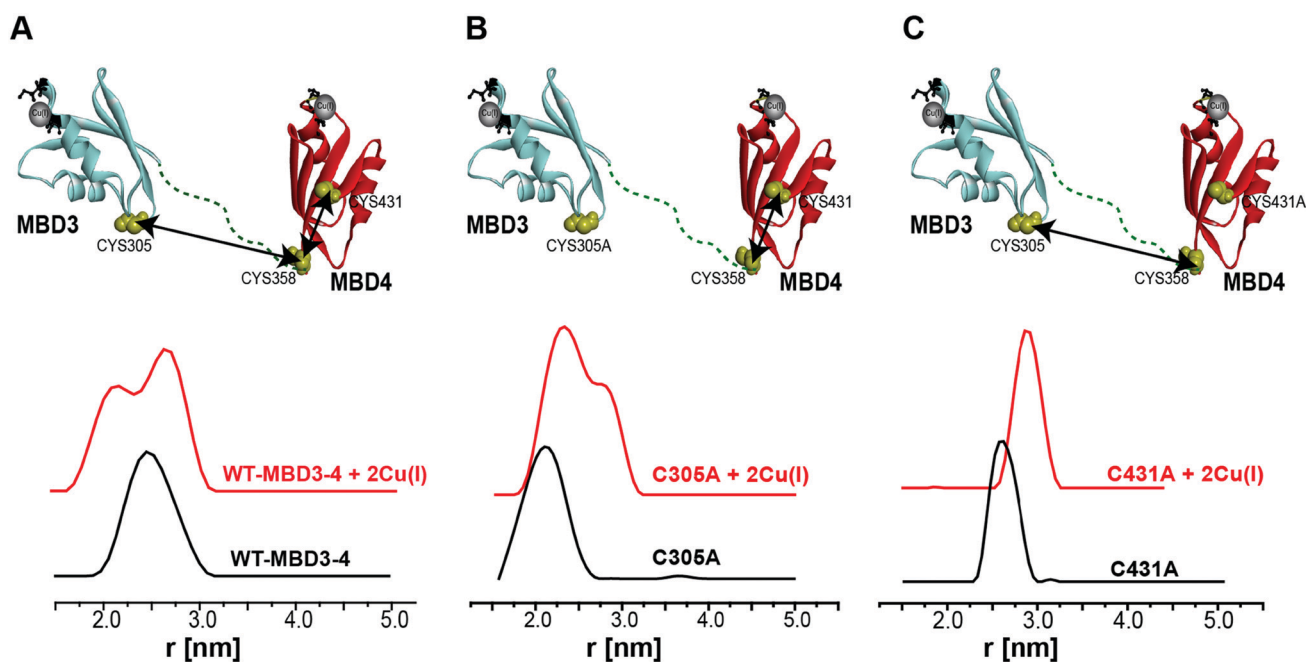 A
Cu(I)
Cu(I)
MBD3
CYS305
CYS431
CYS358
MBD4
WT-MBD3-4 + 2Cu(I)
WT-MBD3-4
2.0 3.0 4.0 5.0
r [nm]
B
Cu(I)
Cu(I)
MBD3
CYS305A
CYS431
CYS358
MBD4
C305A + 2Cu(I)
C305A
2.0 3.0 4.0 5.0
r [nm]
C
Cu(I)
Cu(I)
MBD3
CYS305
CYS431A
CYS358
MBD4
C431A + 2Cu(I)
C431A
2.0 3.0 4.0 5.0
r [nm]